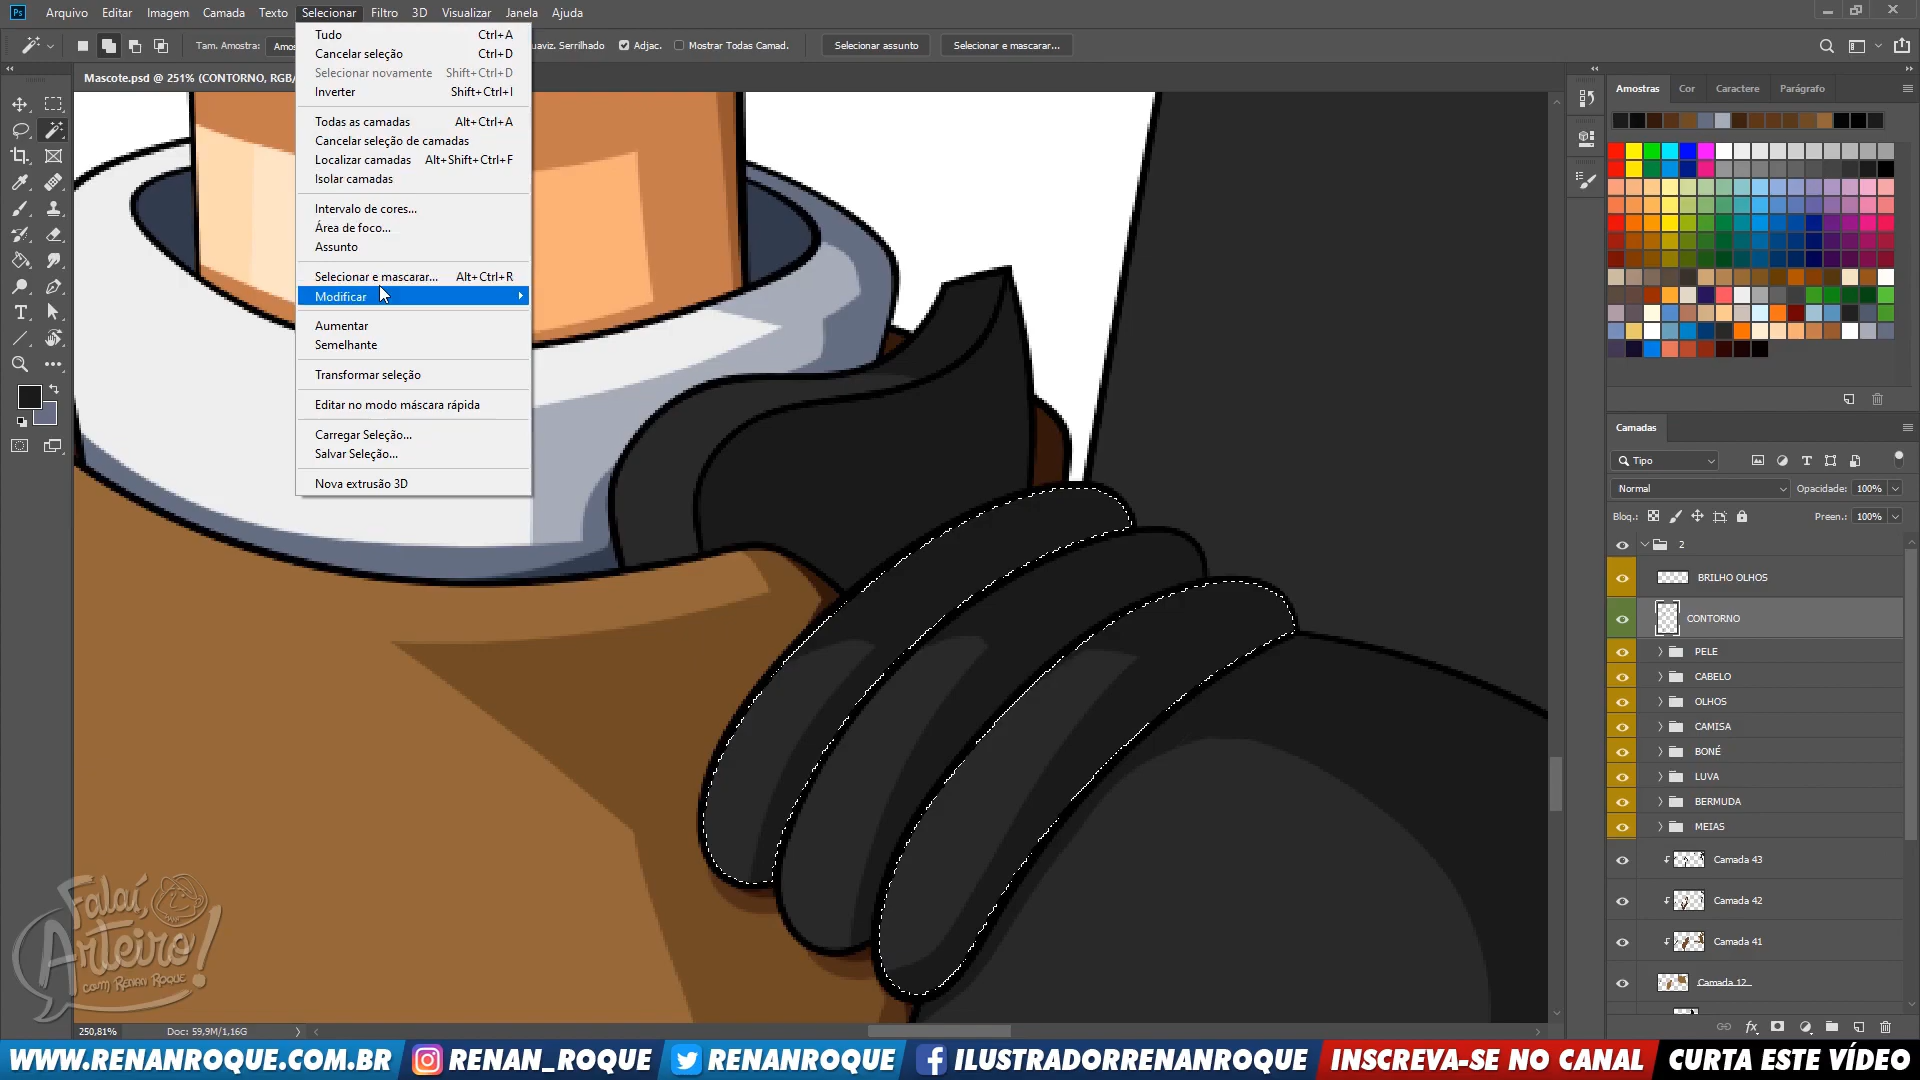 Ps Arquivo Editar Imagem Camada Texto Selecionar Filtro 3D Visualizar Janela Ajuda
Tam. Amostra: Amos
uaviz. Serrilhado Adjac. Mostrar Todas Camad. Selecionar assunto Selecionar e mascarar...
Mascote.psd @ 251% (CONTORNO, RGB/
Tudo Ctrl+A
Cancelar seleção Ctrl+D
Selecionar novamente Shift+Ctrl+D
Inverter Shift+Ctrl+I
Todas as camadas Alt+Ctrl+A
Cancelar seleção de camadas
Localizar camadas Alt+Shift+Ctrl+F
Isolar camadas
Intervalo de cores...
Área de foco...
Assunto
Selecionar e mascarar... Alt+Ctrl+R
Modificar
Aumentar
Semelhante
Transformar seleção
Editar no modo máscara rápida
Carregar Seleção...
Salvar Seleção...
Nova extrusão 3D
Amostras Cor Caractere Parágrafo
Camadas
Tipo
Normal Opacidade: 100%
Bloq.: Preen.: 100%
2
BRILHO OLHOS
CONTORNO
PELE
CABELO
OLHOS
CAMISA
BONÉ
LUVA
BERMUDA
MEIAS
Camada 43
Camada 42
Camada 41
Camada 12
fx
Falaí,
Arteiro!
com Renan Roque
250,81% Doc: 59,9M/1,16G
WWW.RENANROQUE.COM.BR RENAN_ROQUE RENANROQUE ILUSTRADORRENANROQUE INSCREVA-SE NO CANAL CURTA ESTE VÍDEO